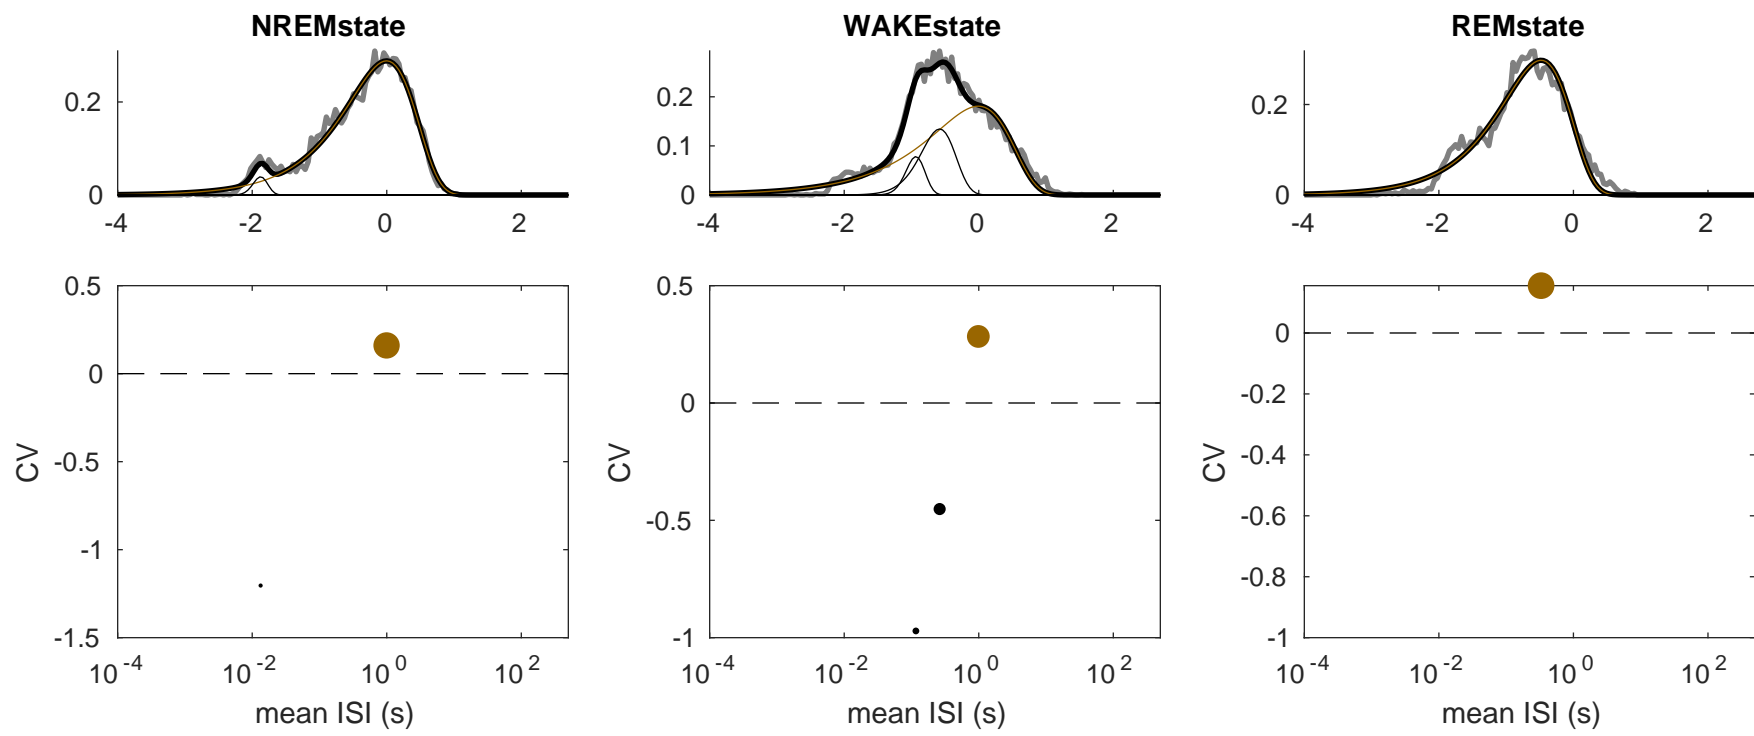 NREMstate WAKEstate REMstate
0.2 0.2 0.2
0.1
0 0 0
-4 -2 0 2 -4 -2 0 2 -4 -2 0 2
0.5 0.5
0 0 0
-0.2
-0.5 -0.5 -0.4
-0.6
-1 -0.8
-1.5 -1 -1
CV CV CV
10^-4 10^-2 10^0 10^2 10^-4 10^-2 10^0 10^2 10^-4 10^-2 10^0 10^2
mean ISI (s) mean ISI (s) mean ISI (s)